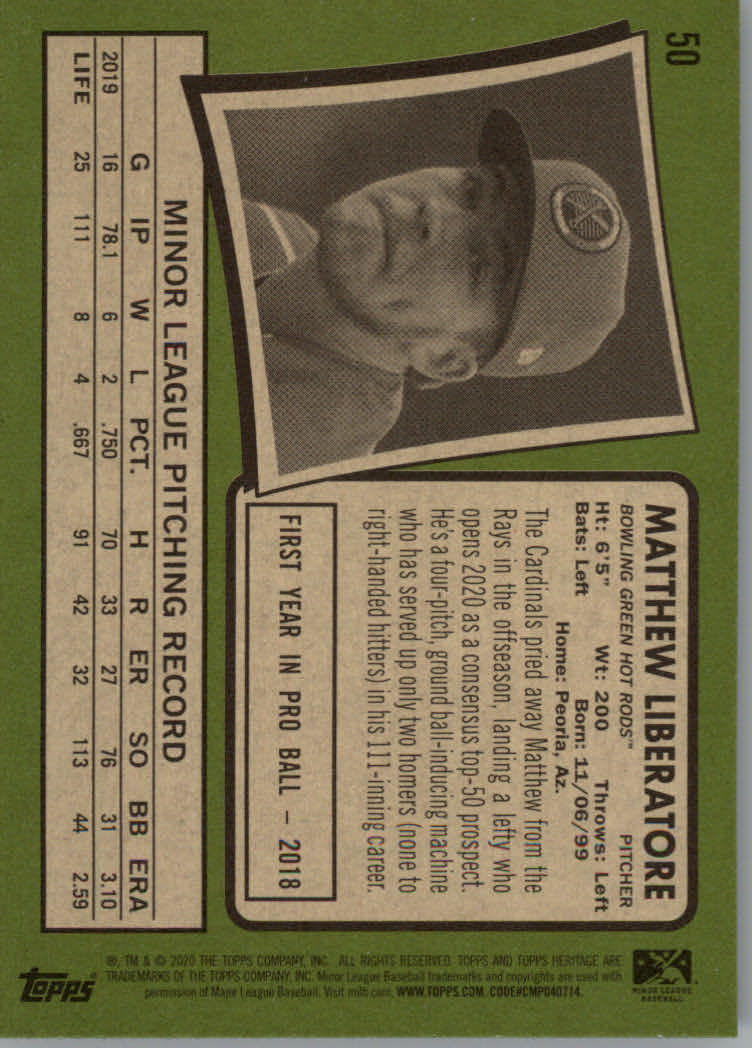 50
MATTHEW LIBERATORE
BOWLING GREEN HOT RODS™ PITCHER
Ht: 6'5" Wt: 200 Throws: Left
Bats: Left Born: 11/06/99
Home: Peoria, Az.
The Cardinals pried away Matthew from the
Rays in the offseason, landing a lefty who
opens 2020 as a consensus top-50 prospect.
He's a four-pitch, ground ball-inducing machine
who has served up only two homers (none to
right-handed hitters) in his 111-inning career.
FIRST YEAR IN PRO BALL — 2018
MINOR LEAGUE PITCHING RECORD
G IP W L PCT. H R ER SO BB ERA
2019 16 78.1 6 2 .750 70 33 27 76 31 3.10
LIFE 25 111 8 4 .667 91 42 32 113 44 2.59
MINOR LEAGUE
BASEBALL
®, TM & © 2020 THE TOPPS COMPANY, INC. ALL RIGHTS RESERVED. TOPPS AND TOPPS HERITAGE ARE
TRADEMARKS OF THE TOPPS COMPANY, INC. Minor League Baseball trademarks and copyrights are used with
permission of Major League Baseball. Visit milb.com. WWW.TOPPS.COM. CODE#CMP040714.
Topps®